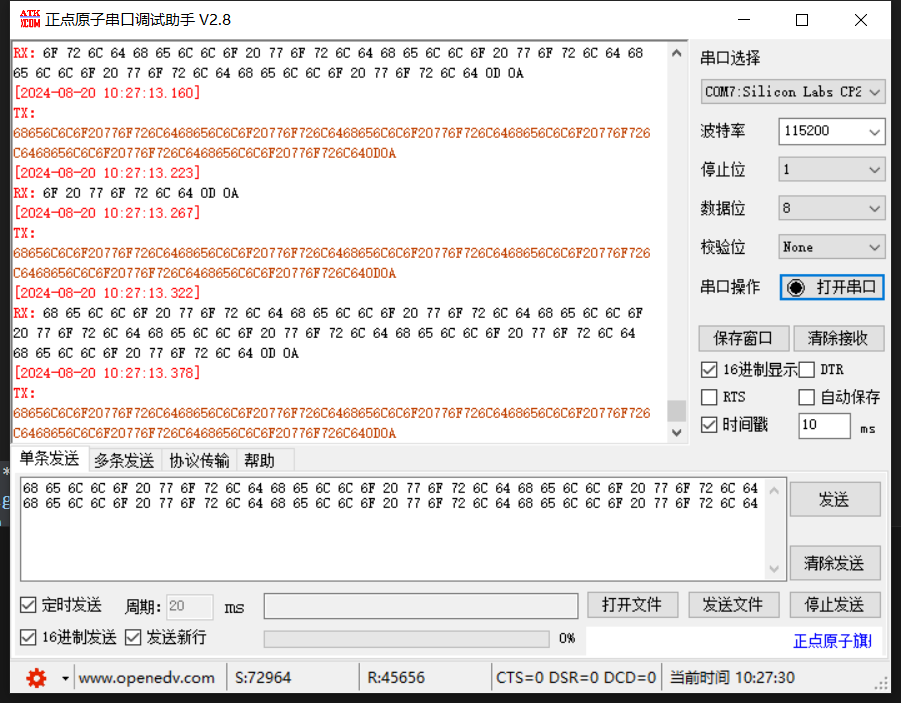 正点原子串口调试助手 V2.8
RX: 6F 72 6C 64 68 65 6C 6C 6F 20 77 6F 72 6C 64 68 65 6C 6C 6F 20 77 6F 72 6C 64 68
65 6C 6C 6F 20 77 6F 72 6C 64 68 65 6C 6C 6F 20 77 6F 72 6C 64 0D 0A
[2024-08-20 10:27:13.160]
TX:
68656C6C6F20776F726C6468656C6C6F20776F726C6468656C6C6F20776F726C6468656C6C6F20776F726
C6468656C6C6F20776F726C6468656C6C6F20776F726C640D0A
[2024-08-20 10:27:13.223]
RX: 6F 20 77 6F 72 6C 64 0D 0A
[2024-08-20 10:27:13.267]
TX:
68656C6C6F20776F726C6468656C6C6F20776F726C6468656C6C6F20776F726C6468656C6C6F20776F726
C6468656C6C6F20776F726C6468656C6C6F20776F726C640D0A
[2024-08-20 10:27:13.322]
RX: 68 65 6C 6C 6F 20 77 6F 72 6C 64 68 65 6C 6C 6F 20 77 6F 72 6C 64 68 65 6C 6C 6F
20 77 6F 72 6C 64 68 65 6C 6C 6F 20 77 6F 72 6C 64 68 65 6C 6C 6F 20 77 6F 72 6C 64
68 65 6C 6C 6F 20 77 6F 72 6C 64 0D 0A
[2024-08-20 10:27:13.378]
TX:
68656C6C6F20776F726C6468656C6C6F20776F726C6468656C6C6F20776F726C6468656C6C6F20776F726
C6468656C6C6F20776F726C6468656C6C6F20776F726C640D0A
串口选择
COM7:Silicon Labs CP2
波特率 115200
停止位 1
数据位 8
校验位 None
串口操作 打开串口
保存窗口 清除接收
16进制显示 DTR
RTS 自动保存
时间戳 10 ms
单条发送 多条发送 协议传输 帮助
68 65 6C 6C 6F 20 77 6F 72 6C 64 68 65 6C 6C 6F 20 77 6F 72 6C 64 68 65 6C 6C 6F 20 77 6F 72 6C 64
68 65 6C 6C 6F 20 77 6F 72 6C 64 68 65 6C 6C 6F 20 77 6F 72 6C 64 68 65 6C 6C 6F 20 77 6F 72 6C 64
发送
清除发送
定时发送 周期: 20 ms 打开文件 发送文件 停止发送
16进制发送 发送新行 0% 正点原子旗
www.openedv.com S:72964 R:45656 CTS=0 DSR=0 DCD=0 当前时间 10:27:30